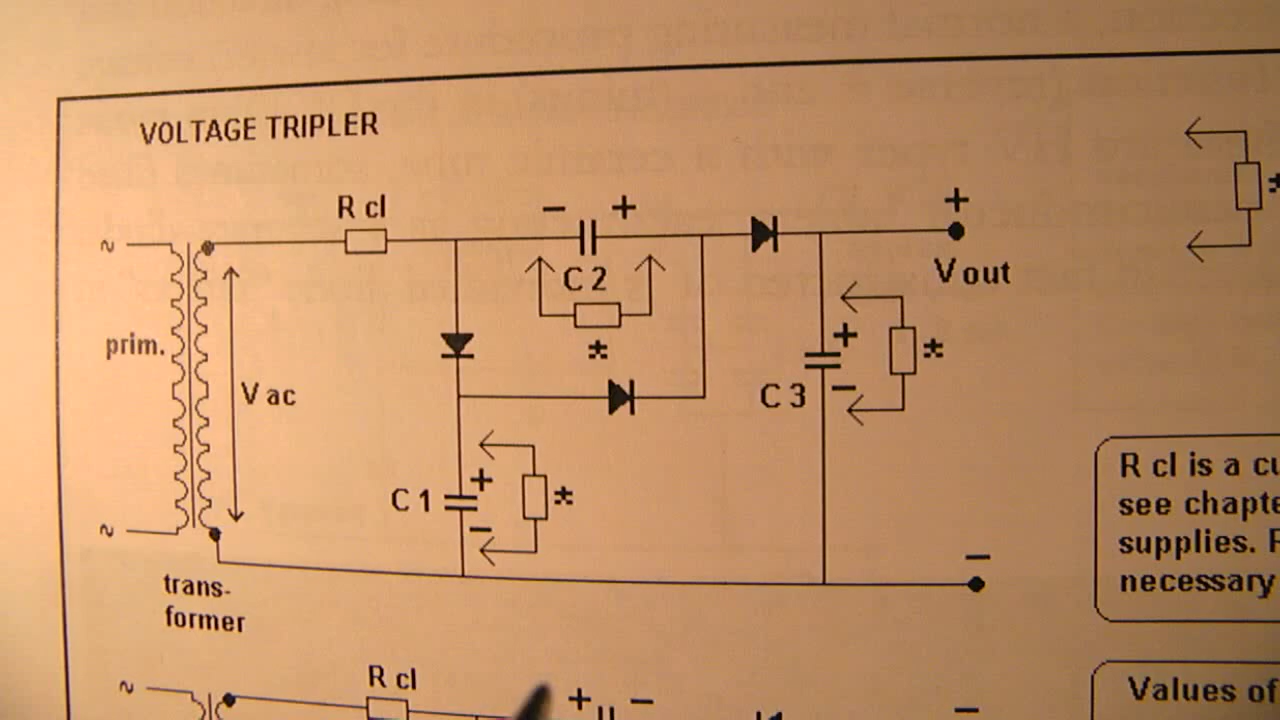 VOLTAGE TRIPLER
R cl
− +
C 2
*
+
V out
~
prim.
V ac
~
trans-
former
C 1
+
−
*
C 3
+
−
*
−
R cl is a cu
see chapte
supplies. F
necessary
~
R cl
+ −
−
Values of